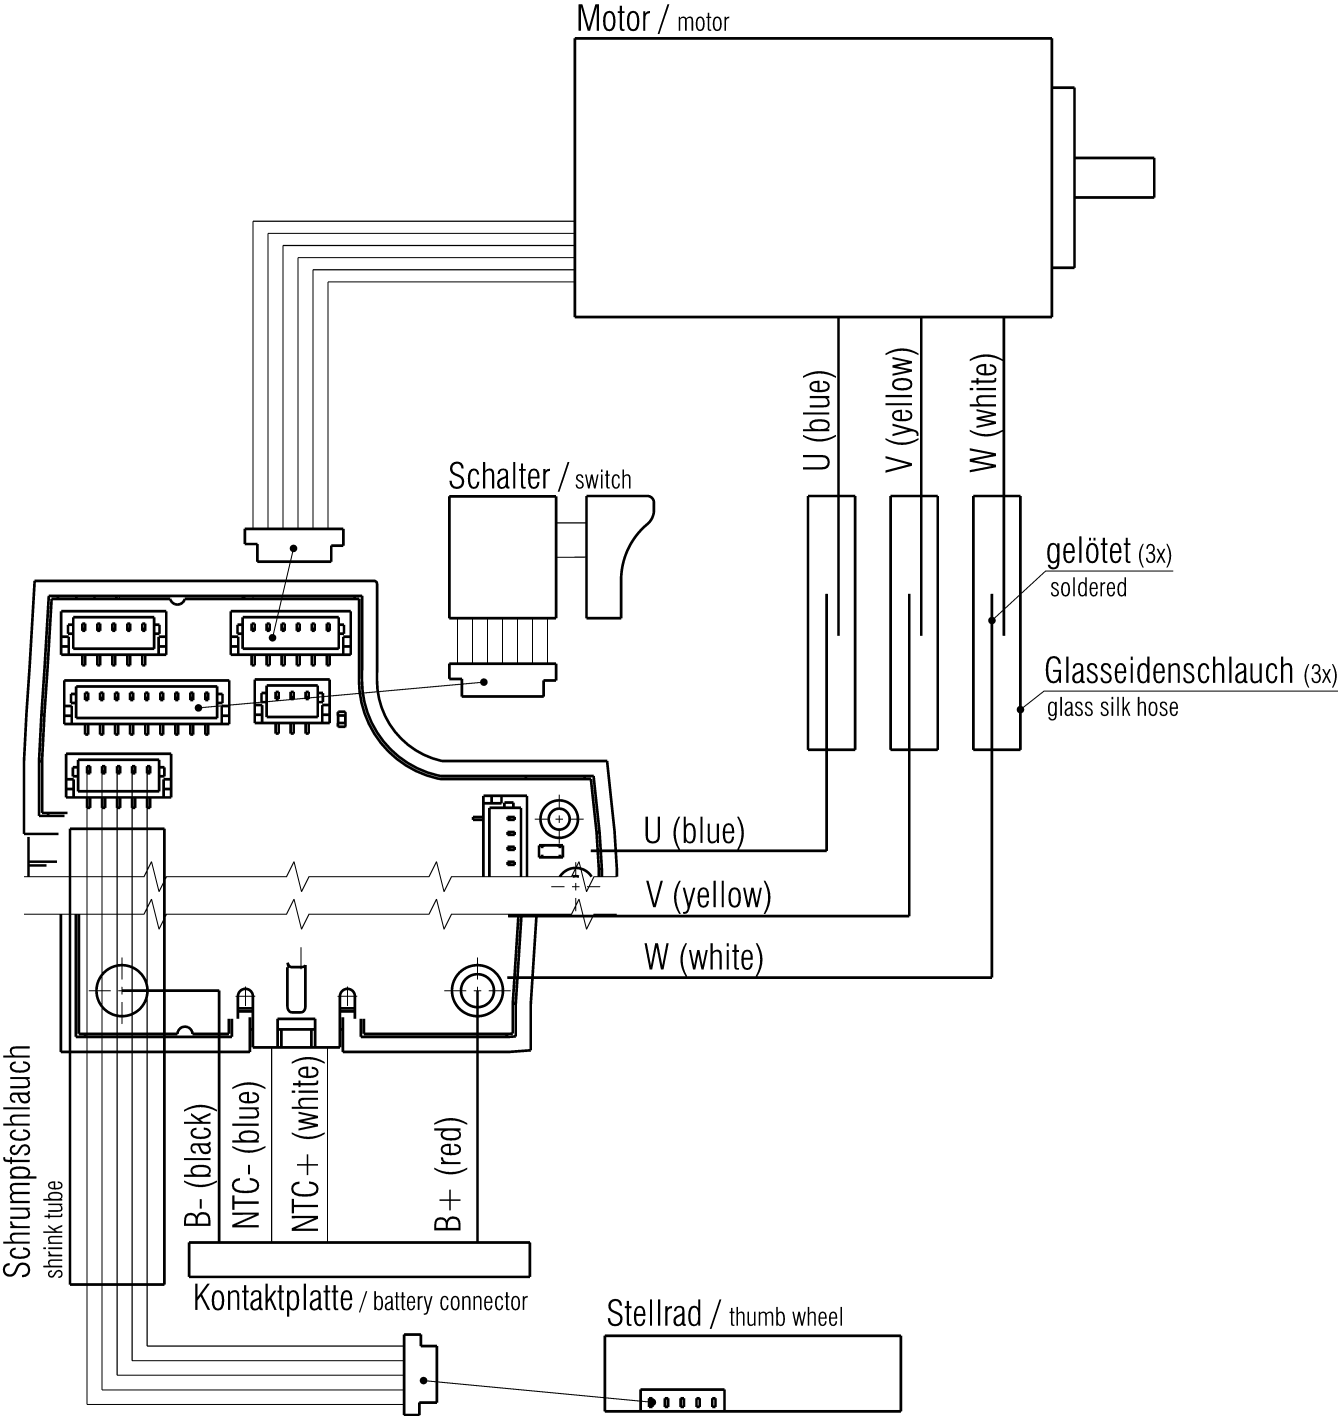 Motor / motor
U (blue)
V (yellow)
W (white)
Schalter / switch
gelötet (3x)
soldered
Glasseidenschlauch (3x)
glass silk hose
U (blue)
V (yellow)
W (white)
Schrumpfschlauch
shrink tube
B- (black)
NTC- (blue)
NTC+ (white)
B+ (red)
Kontaktplatte / battery connector
Stellrad / thumb wheel